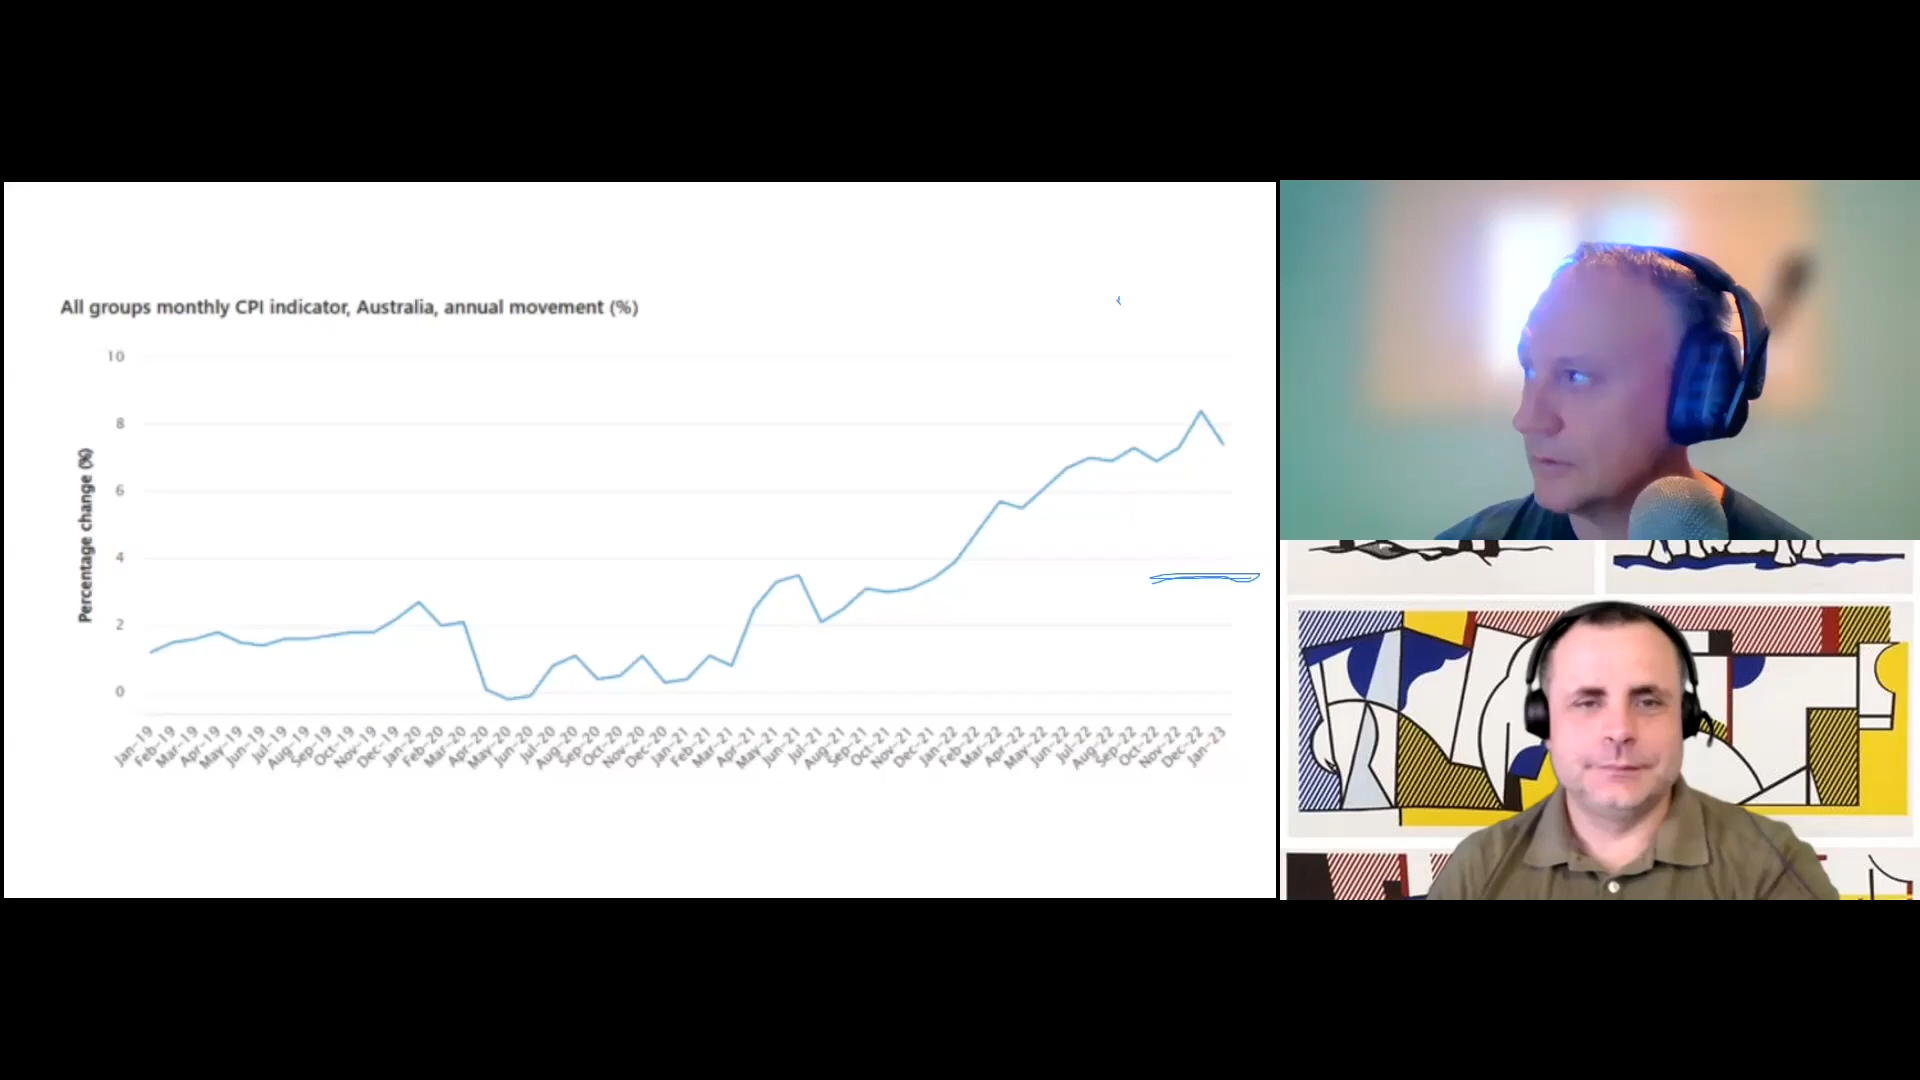 All groups monthly CPI indicator, Australia, annual movement (%)
10
8
6
4
2
0
Percentage change (%)
Jan-19
Feb-19
Mar-19
Apr-19
May-19
Jun-19
Jul-19
Aug-19
Sep-19
Oct-19
Nov-19
Dec-19
Jan-20
Feb-20
Mar-20
Apr-20
May-20
Jun-20
Jul-20
Aug-20
Sep-20
Oct-20
Nov-20
Dec-20
Jan-21
Feb-21
Mar-21
Apr-21
May-21
Jun-21
Jul-21
Aug-21
Sep-21
Oct-21
Nov-21
Dec-21
Jan-22
Feb-22
Mar-22
Apr-22
May-22
Jun-22
Jul-22
Aug-22
Sep-22
Oct-22
Nov-22
Dec-22
Jan-23